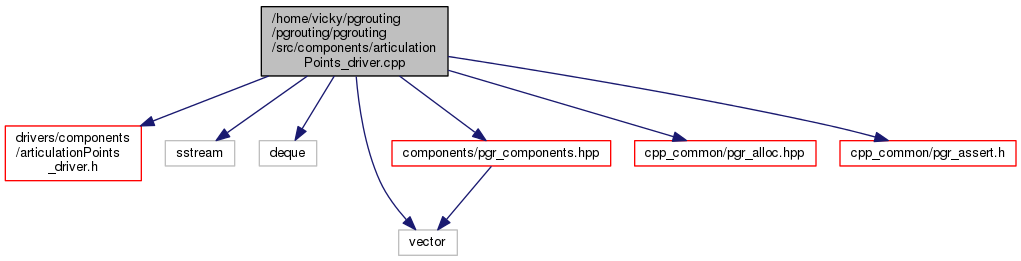 /home/vicky/pgrouting
/pgrouting/pgrouting
/src/components/articulation
Points_driver.cpp
drivers/components
/articulationPoints
_driver.h
sstream
deque
components/pgr_components.hpp
cpp_common/pgr_alloc.hpp
cpp_common/pgr_assert.h
vector